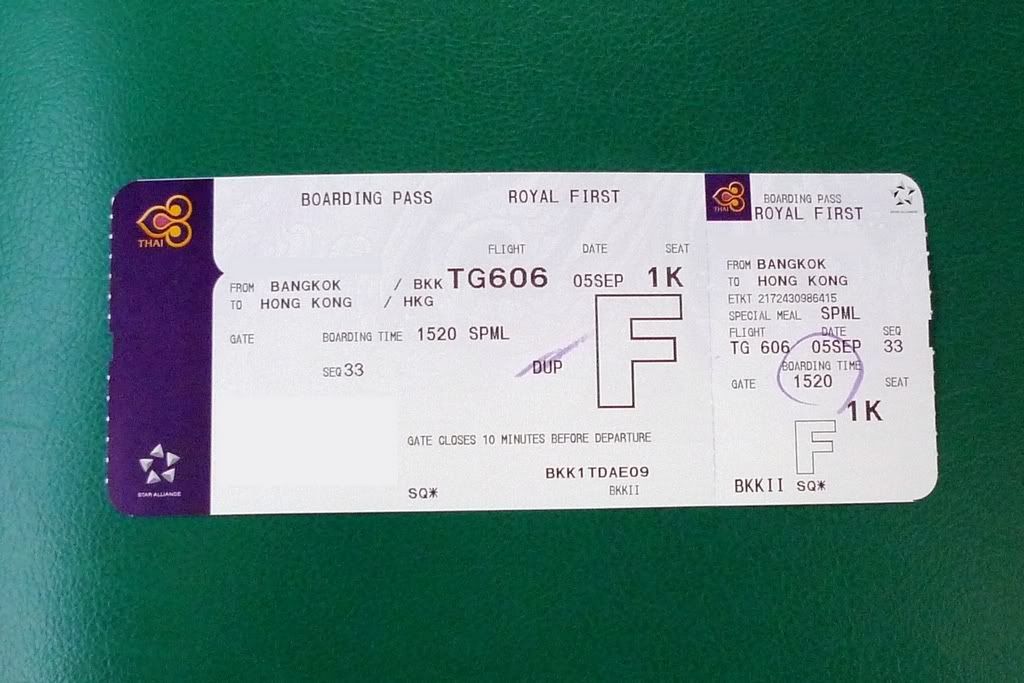 THAI
STAR ALLIANCE
BOARDING PASS ROYAL FIRST
FLIGHT DATE SEAT
FROM BANGKOK / BKK TG606 05SEP 1K
TO HONG KONG / HKG
F
GATE BOARDING TIME 1520 SPML
SEQ 33
DUP
GATE CLOSES 10 MINUTES BEFORE DEPARTURE
BKK1TDAE09
SQ* BKKII
THAI
STAR ALLIANCE
BOARDING PASS
ROYAL FIRST
FROM BANGKOK
TO HONG KONG
ETKT 2172430986415
SPECIAL MEAL SPML
FLIGHT DATE SEQ
TG 606 05SEP 33
BOARDING TIME
GATE 1520 SEAT
1K
F
BKKII SQ*